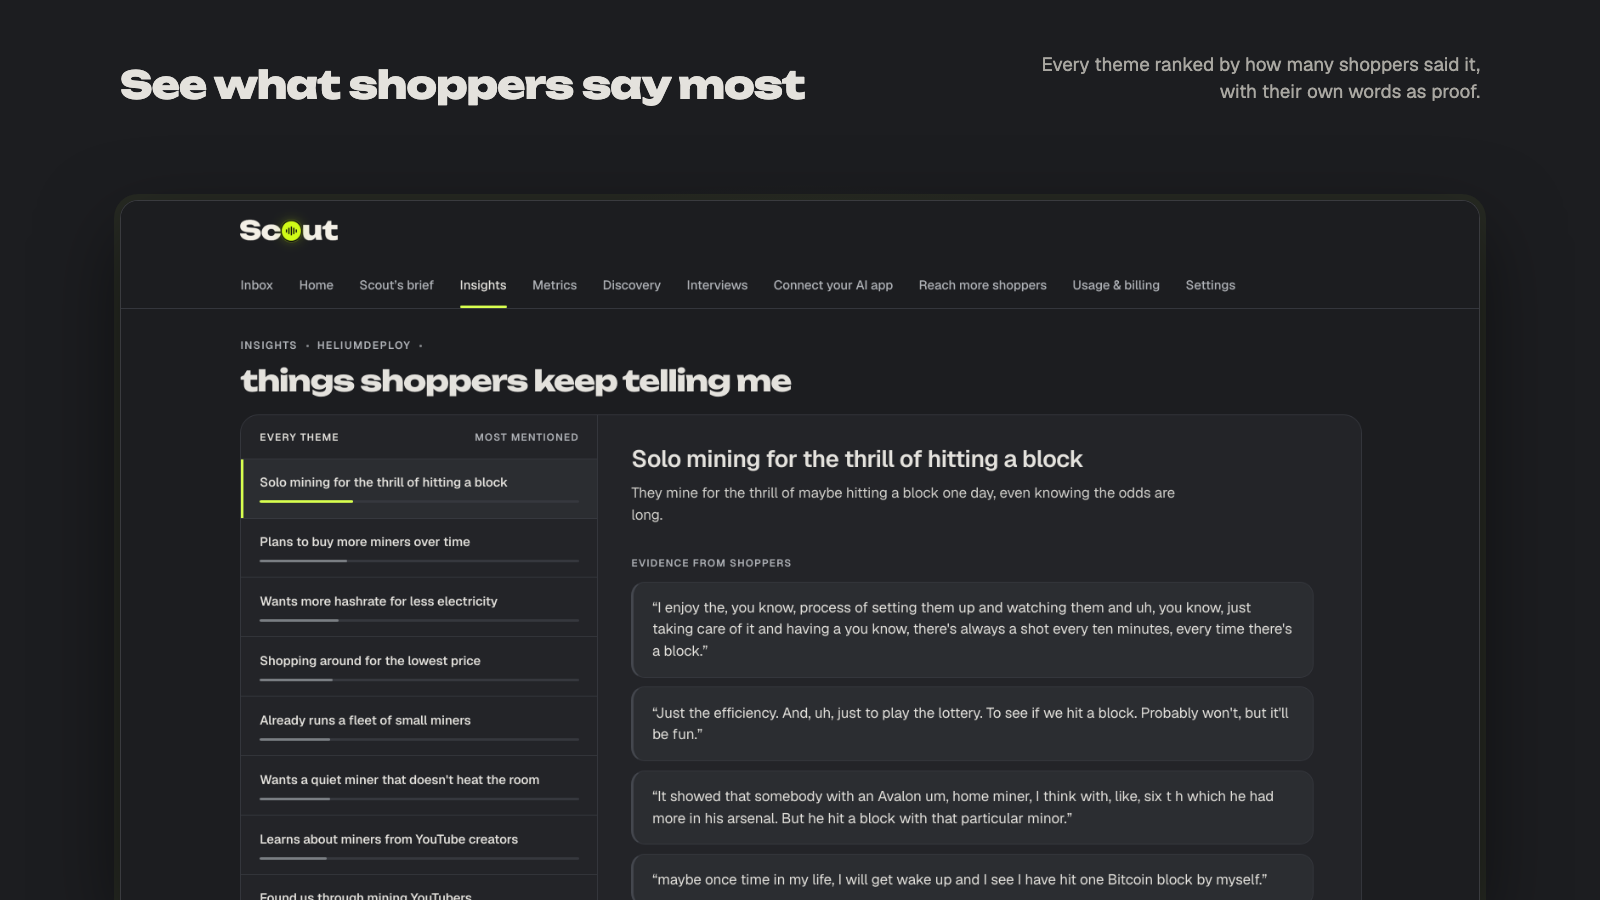 See what shoppers say most
Every theme ranked by how many shoppers said it,
with their own words as proof.
Scout
Inbox Home Scout's brief Insights Metrics Discovery Interviews Connect your AI app Reach more shoppers Usage & billing Settings
INSIGHTS • HELIUMDEPLOY •
things shoppers keep telling me
EVERY THEME MOST MENTIONED
Solo mining for the thrill of hitting a block
Plans to buy more miners over time
Wants more hashrate for less electricity
Shopping around for the lowest price
Already runs a fleet of small miners
Wants a quiet miner that doesn't heat the room
Learns about miners from YouTube creators
Found us through mining YouTubers
Solo mining for the thrill of hitting a block
They mine for the thrill of maybe hitting a block one day, even knowing the odds are
long.
EVIDENCE FROM SHOPPERS
“I enjoy the, you know, process of setting them up and watching them and uh, you know, just
taking care of it and having a you know, there's always a shot every ten minutes, every time there's
a block.”
“Just the efficiency. And, uh, just to play the lottery. To see if we hit a block. Probably won't, but it'll
be fun.”
“It showed that somebody with an Avalon um, home miner, I think with, like, six t h which he had
more in his arsenal. But he hit a block with that particular minor.”
“maybe once time in my life, I will get wake up and I see I have hit one Bitcoin block by myself.”